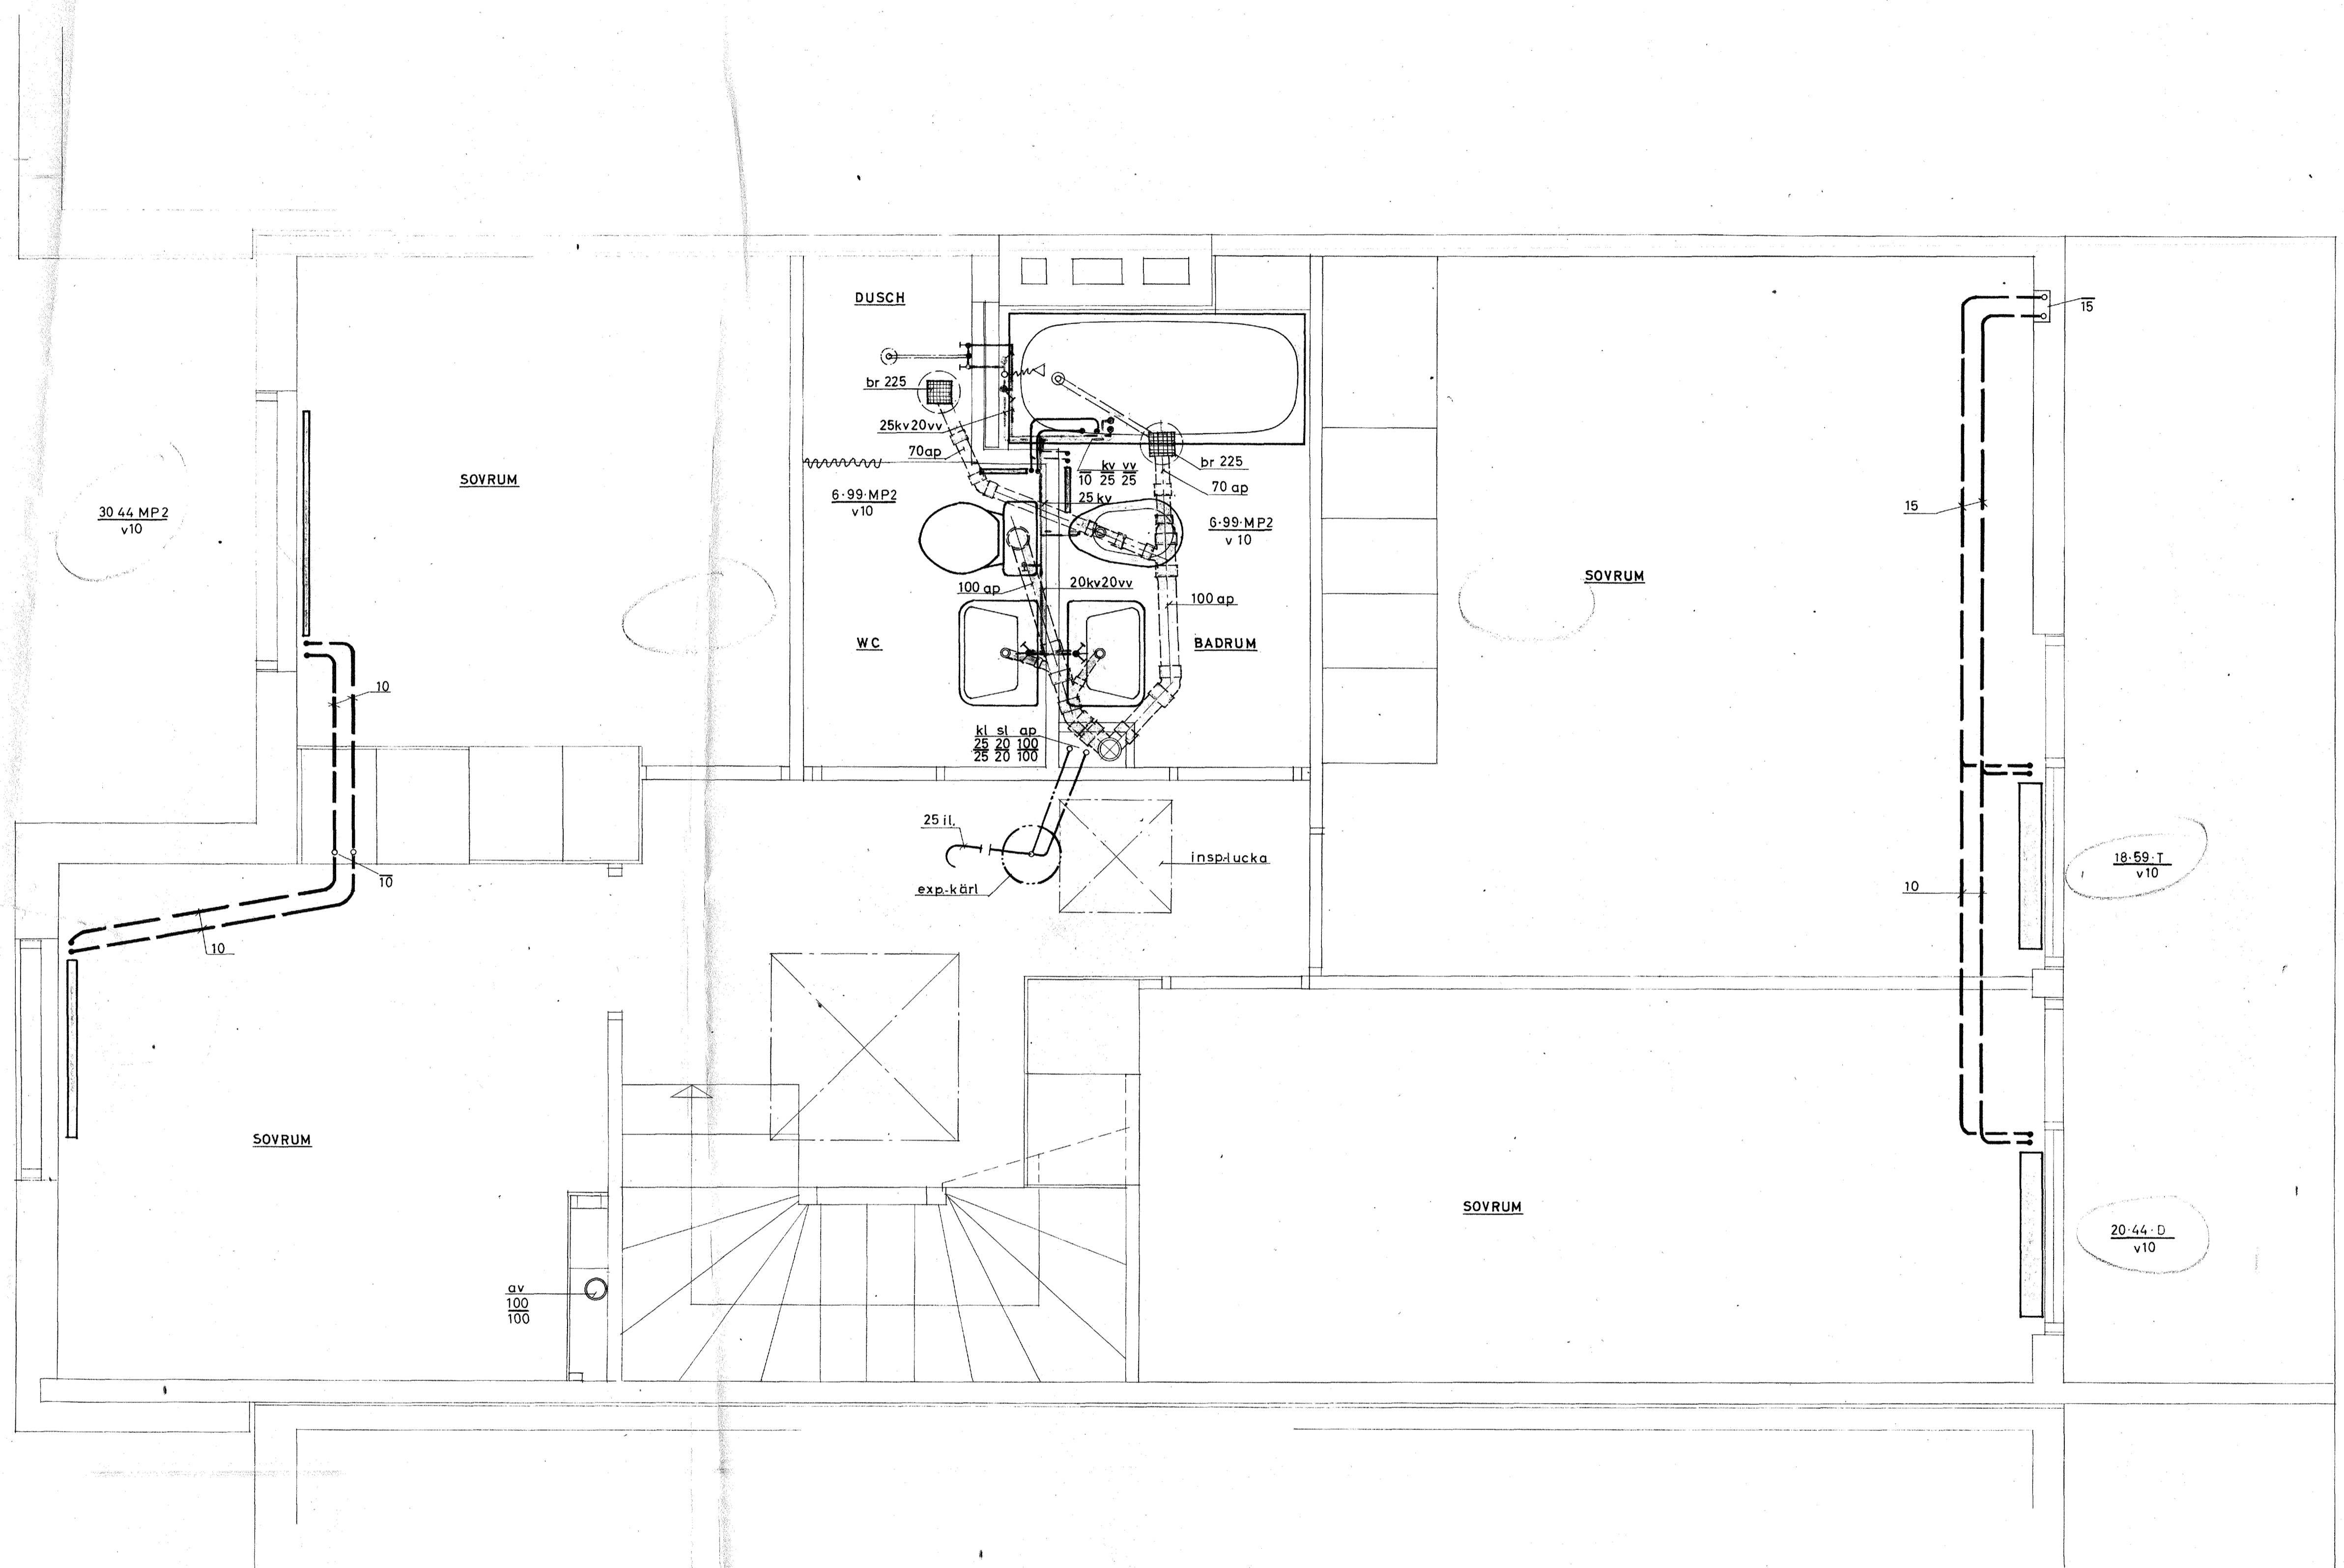 DUSCH
15
br 225
25kv20vv
70ap
SOVRUM
br 225
kv vv
10 25 25
70 ap
6·99·MP2
v10
25 kv
30 44 MP2
v10
15
6·99·MP2
v 10
SOVRUM
100 ap
20kv20vv
100 ap
WC
BADRUM
10
kl sl ap
25 20 100
25 20 100
25 il.
insp-lucka
18·59·T
v10
10
exp.-kärl
10
10
SOVRUM
SOVRUM
20·44·D
v10
av
100
100